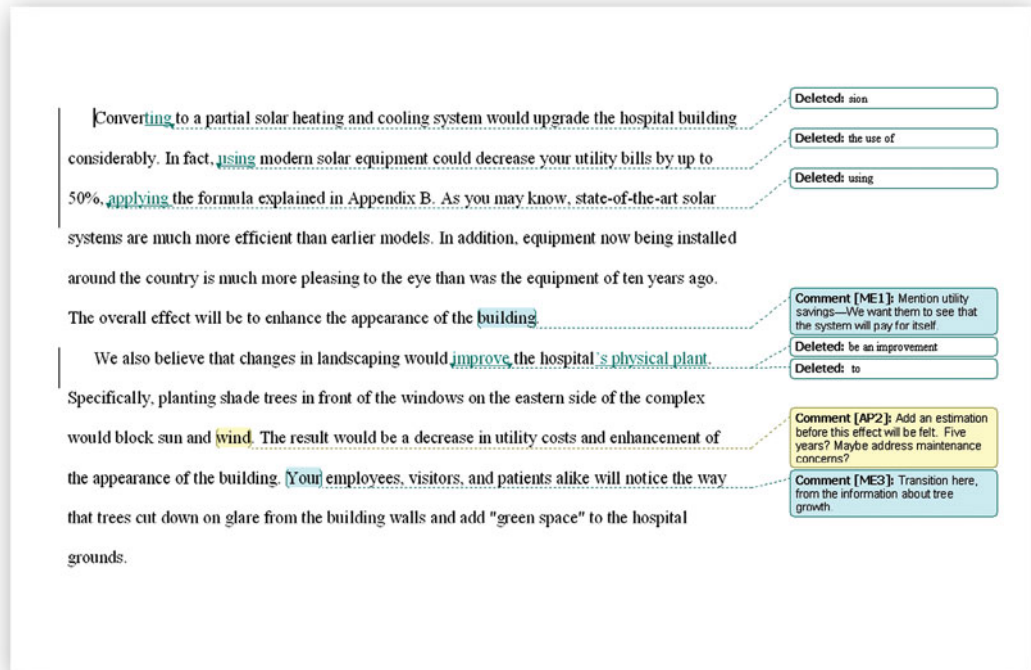 Converting to a partial solar heating and cooling system would upgrade the hospital building
considerably. In fact, using modern solar equipment could decrease your utility bills by up to
50%, applying the formula explained in Appendix B. As you may know, state-of-the-art solar
systems are much more efficient than earlier models. In addition, equipment now being installed
around the country is much more pleasing to the eye than was the equipment of ten years ago.
The overall effect will be to enhance the appearance of the building.
We also believe that changes in landscaping would improve the hospital's physical plant.
Specifically, planting shade trees in front of the windows on the eastern side of the complex
would block sun and wind. The result would be a decrease in utility costs and enhancement of
the appearance of the building. Your employees, visitors, and patients alike will notice the way
that trees cut down on glare from the building walls and add "green space" to the hospital
grounds.
Deleted: sion
Deleted: the use of
Deleted: using
Comment [ME1]: Mention utility
savings—We want them to see that
the system will pay for itself.
Deleted: be an improvement
Deleted: to
Comment [AP2]: Add an estimation
before this effect will be felt. Five
years? Maybe address maintenance
concerns?
Comment [ME3]: Transition here,
from the information about tree
growth.